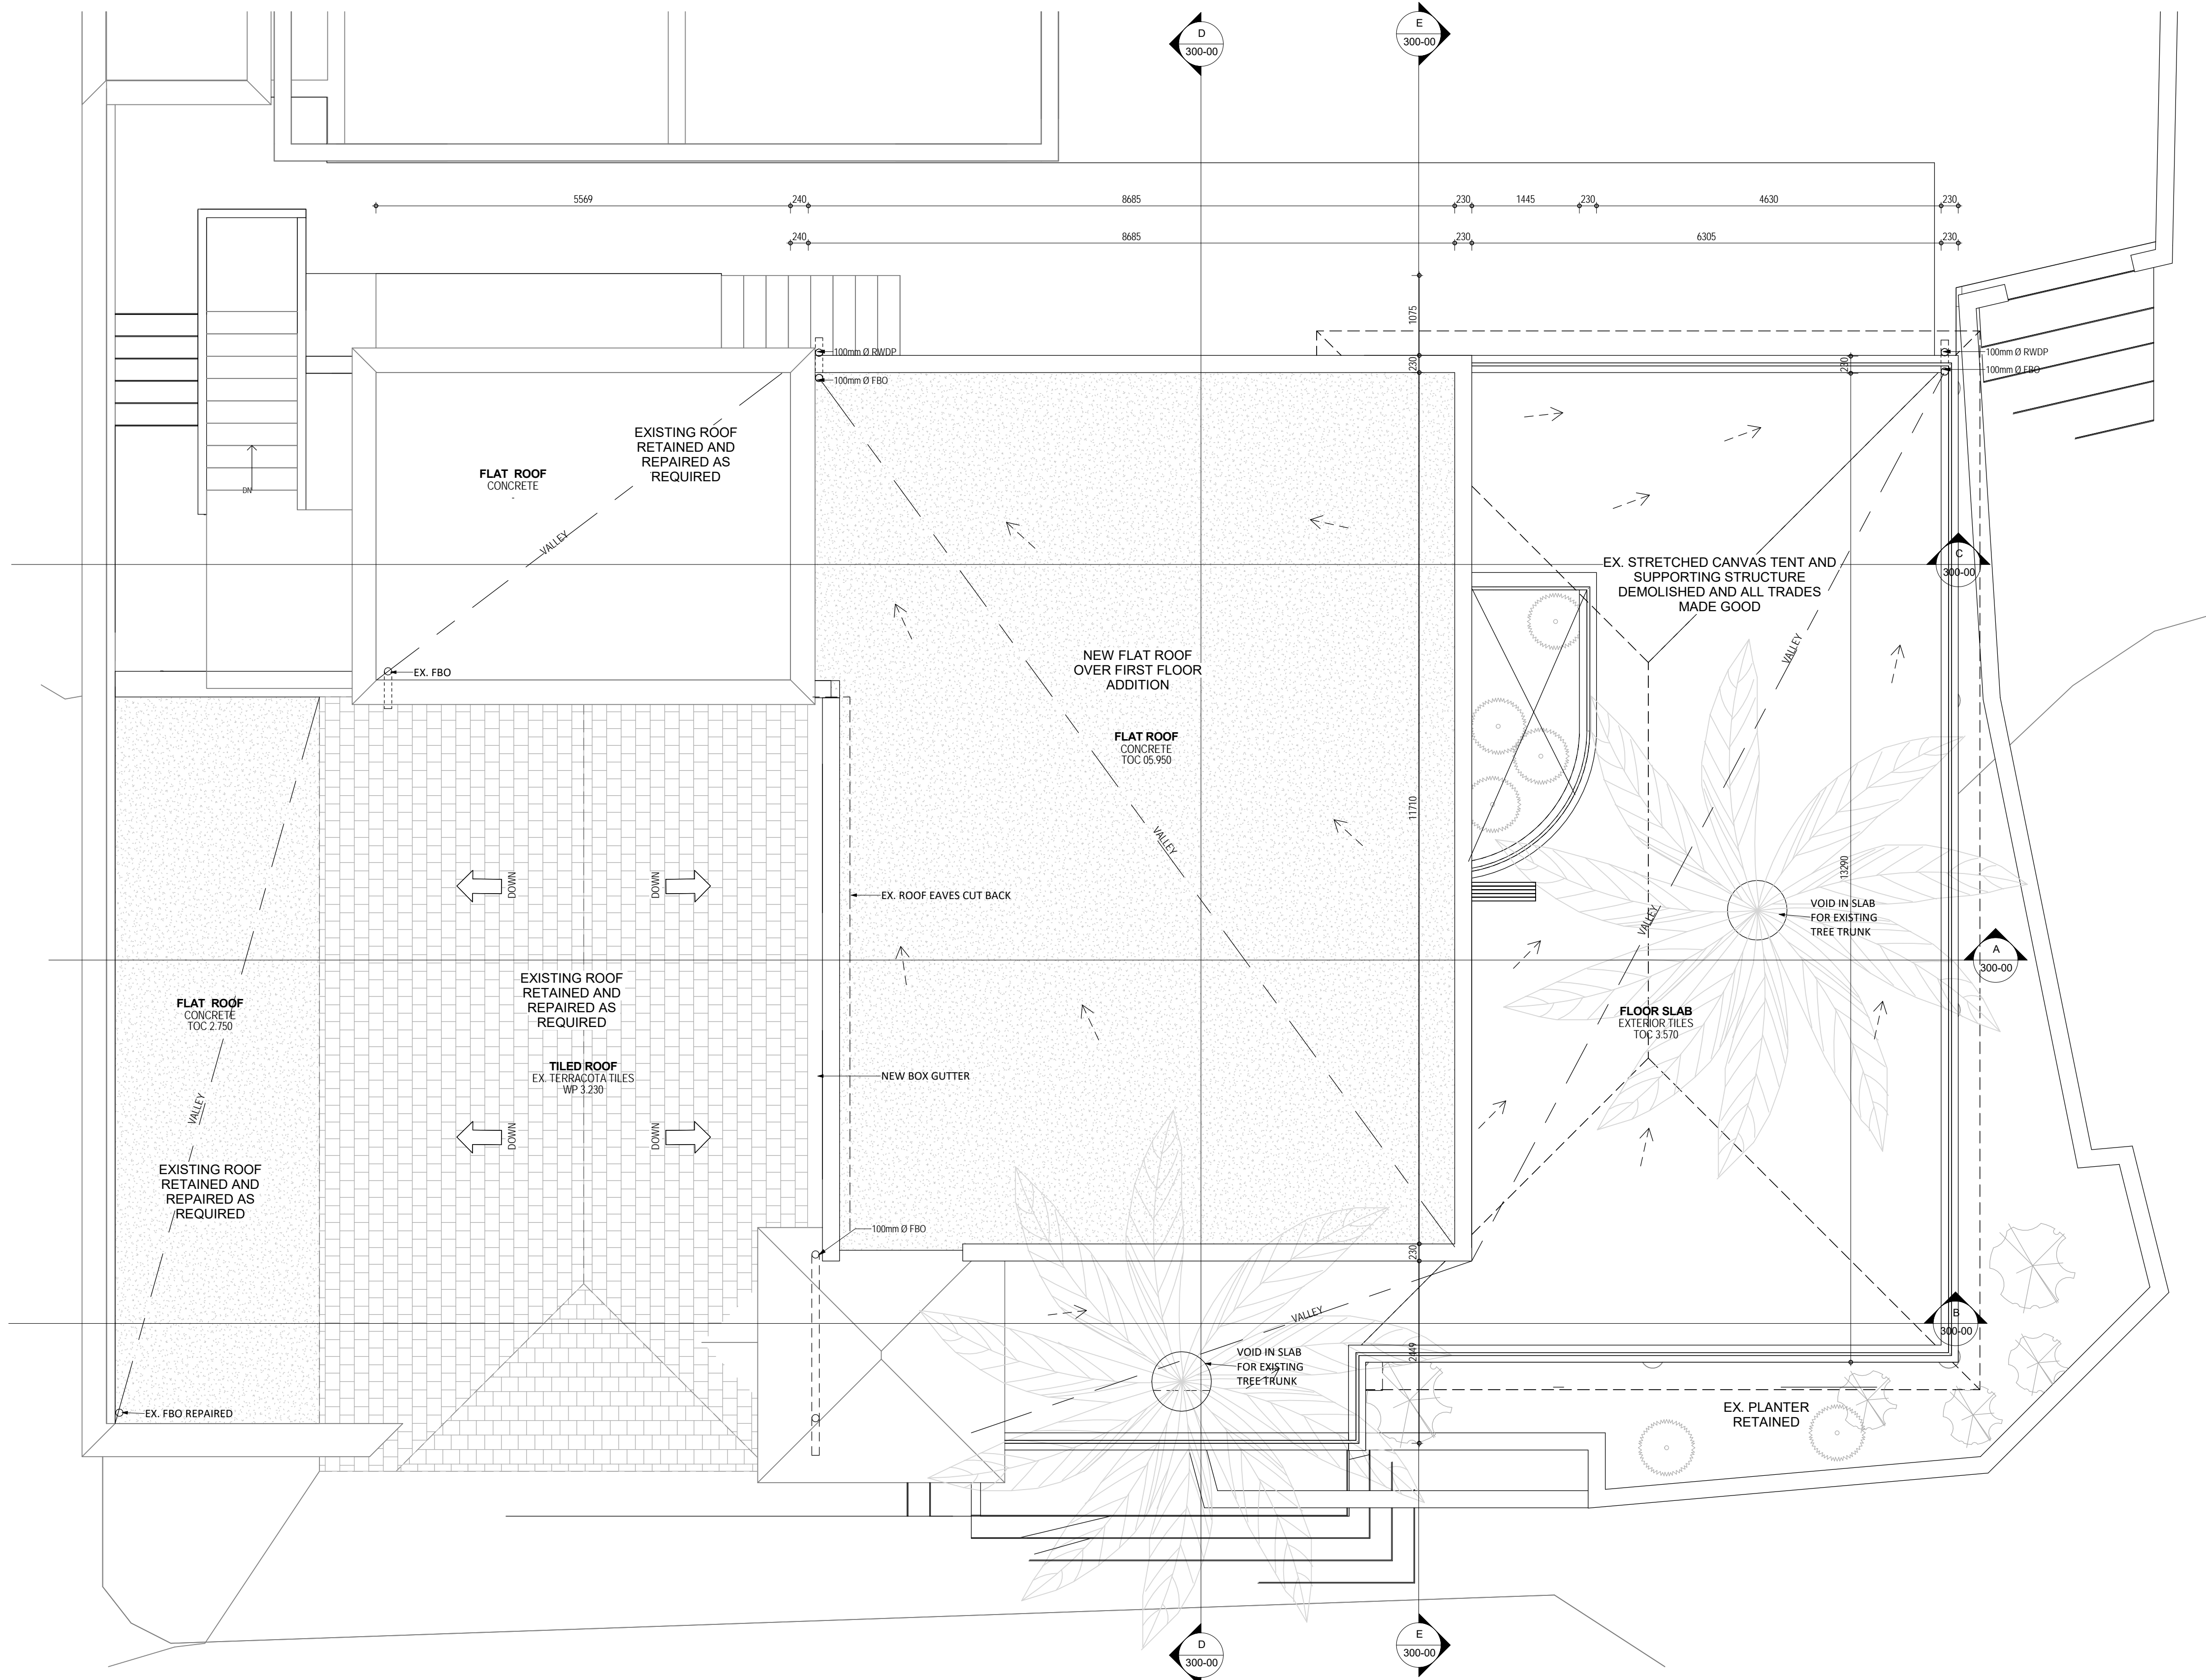 D
300-00
E
300-00
5569
240
8685
230
1445
230
4630
230
240
8685
230
6305
230
1075
230
230
100mm Ø RWDP
100mm Ø FBO
100mm Ø RWDP
100mm Ø FBO
EXISTING ROOF
RETAINED AND
REPAIRED AS
REQUIRED
FLAT ROOF
CONCRETE
DN
VALLEY
EX. STRETCHED CANVAS TENT AND
SUPPORTING STRUCTURE
DEMOLISHED AND ALL TRADES
MADE GOOD
C
300-00
EX. FBO
NEW FLAT ROOF
OVER FIRST FLOOR
ADDITION
VALLEY
FLAT ROOF
CONCRETE
TOC 05.950
11710
VALLEY
13290
DOWN
DOWN
EX. ROOF EAVES CUT BACK
VALLEY
VOID IN SLAB
FOR EXISTING
TREE TRUNK
A
300-00
EXISTING ROOF
RETAINED AND
REPAIRED AS
REQUIRED
FLAT ROOF
CONCRETE
TOC 2.750
FLOOR SLAB
EXTERIOR TILES
TOC 3.570
TILED ROOF
EX. TERRACOTA TILES
WP 3.230
NEW BOX GUTTER
VALLEY
DOWN
DOWN
EXISTING ROOF
RETAINED AND
REPAIRED AS
REQUIRED
100mm Ø FBO
230
VALLEY
B
300-00
2449
VOID IN SLAB
FOR EXISTING
TREE TRUNK
EX. FBO REPAIRED
EX. PLANTER
RETAINED
D
300-00
E
300-00